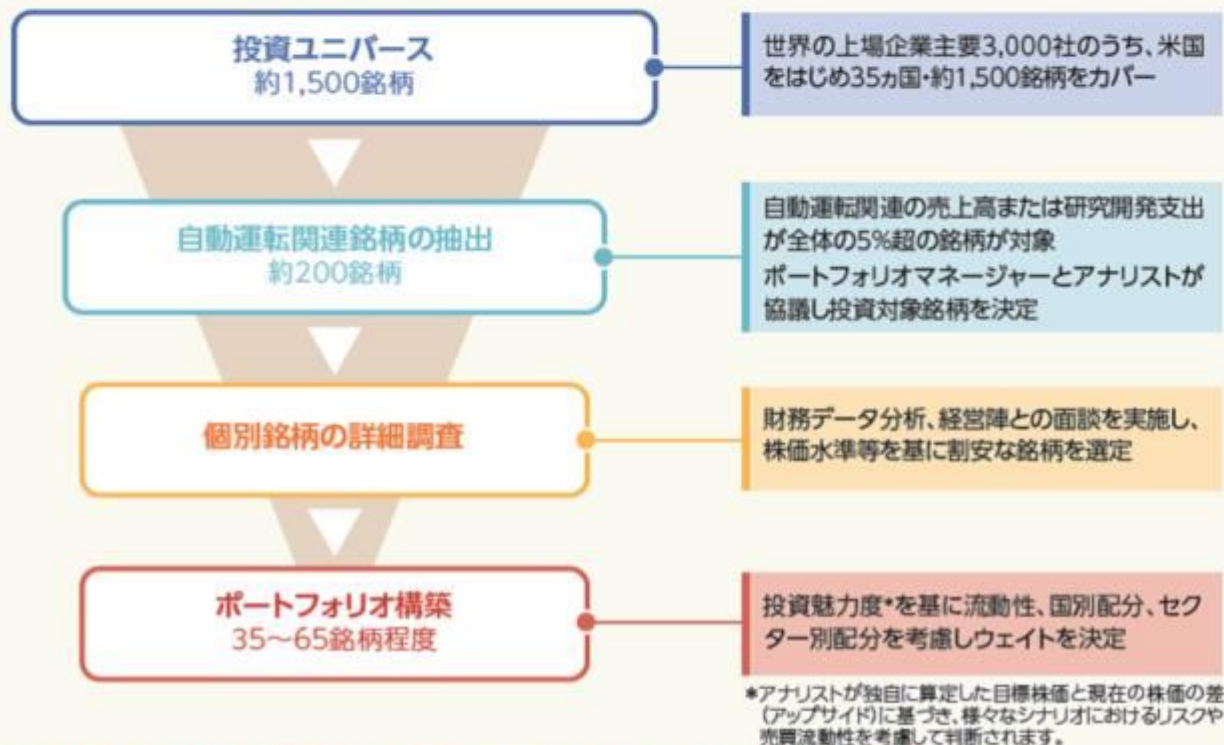 投資ユニバース
約1,500銘柄
世界の上場企業主要3,000社のうち、米国
をはじめ35ヵ国・約1,500銘柄をカバー
自動運転関連銘柄の抽出
約200銘柄
自動運転関連の売上高または研究開発支出
が全体の5%超の銘柄が対象
ポートフォリオマネージャーとアナリストが
協議し投資対象銘柄を決定
個別銘柄の詳細調査
財務データ分析、経営陣との面談を実施し、
株価水準等を基に割安な銘柄を選定
ポートフォリオ構築
35～65銘柄程度
投資魅力度*を基に流動性、国別配分、セク
ター別配分を考慮しウェイトを決定
*アナリストが独自に算定した目標株価と現在の株価の差
(アップサイド)に基づき、様々なシナリオにおけるリスクや
売買流動性を考慮して判断されます。